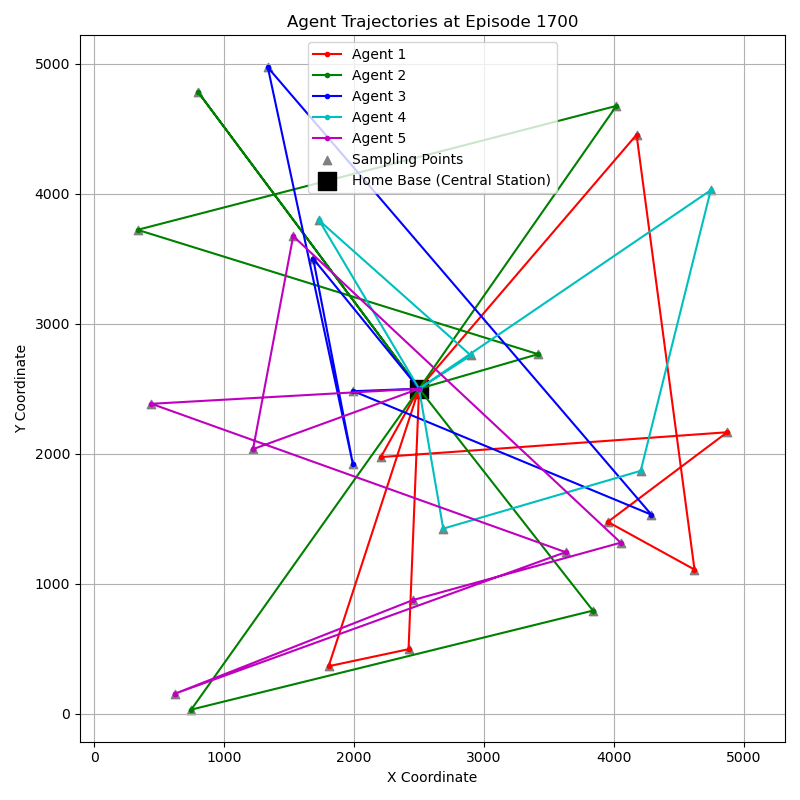 Agent Trajectories at Episode 1700
Agent 1
Agent 2
Agent 3
Agent 4
Agent 5
Sampling Points
Home Base (Central Station)
Y Coordinate
5000
4000
3000
2000
1000
0
0 1000 2000 3000 4000 5000
X Coordinate